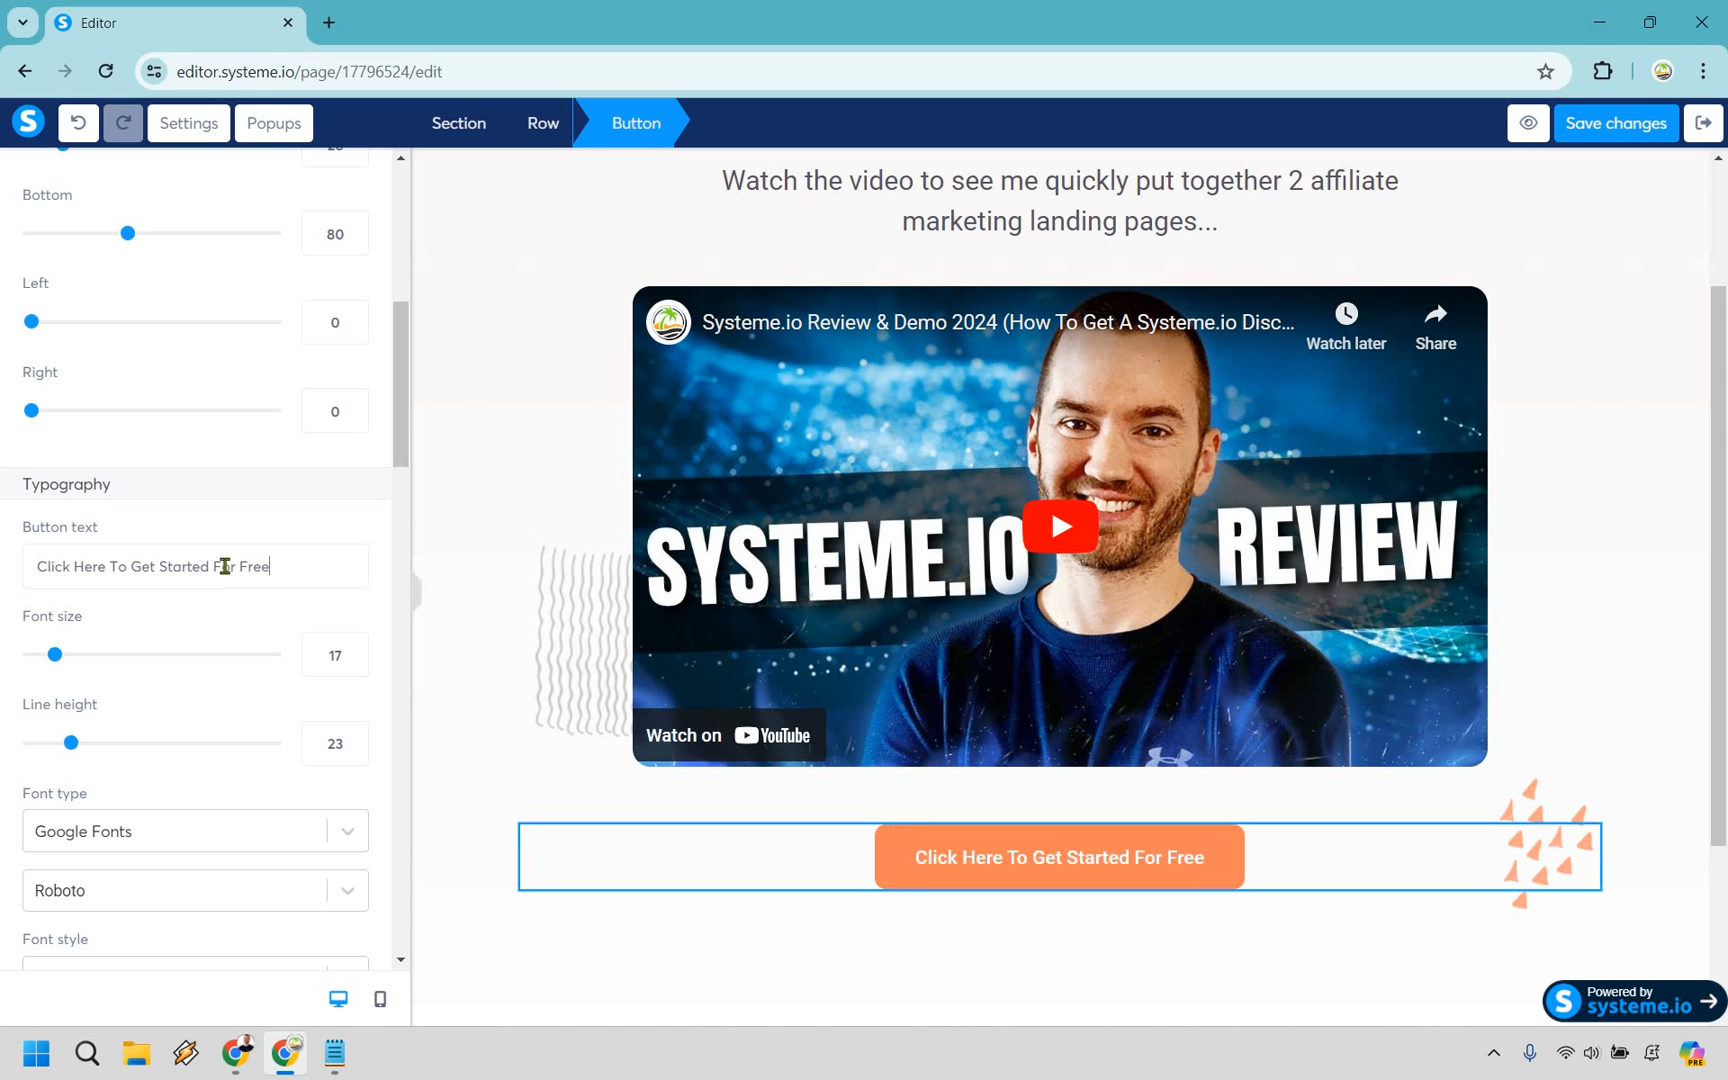 Editor
editor.systeme.io/page/17796524/edit
S
Settings
Popups
Section
Row
Button
Save changes
Bottom
80
Left
0
Right
0
Typography
Button text
Click Here To Get Started For Free
Font size
17
Line height
23
Font type
Google Fonts
Roboto
Font style
Watch the video to see me quickly put together 2 affiliate
marketing landing pages...
Systeme.io Review & Demo 2024 (How To Get A Systeme.io Disc...
Watch later
Share
SYSTEME.IO REVIEW
Watch on YouTube
Click Here To Get Started For Free
Powered by
systeme.io
PRE